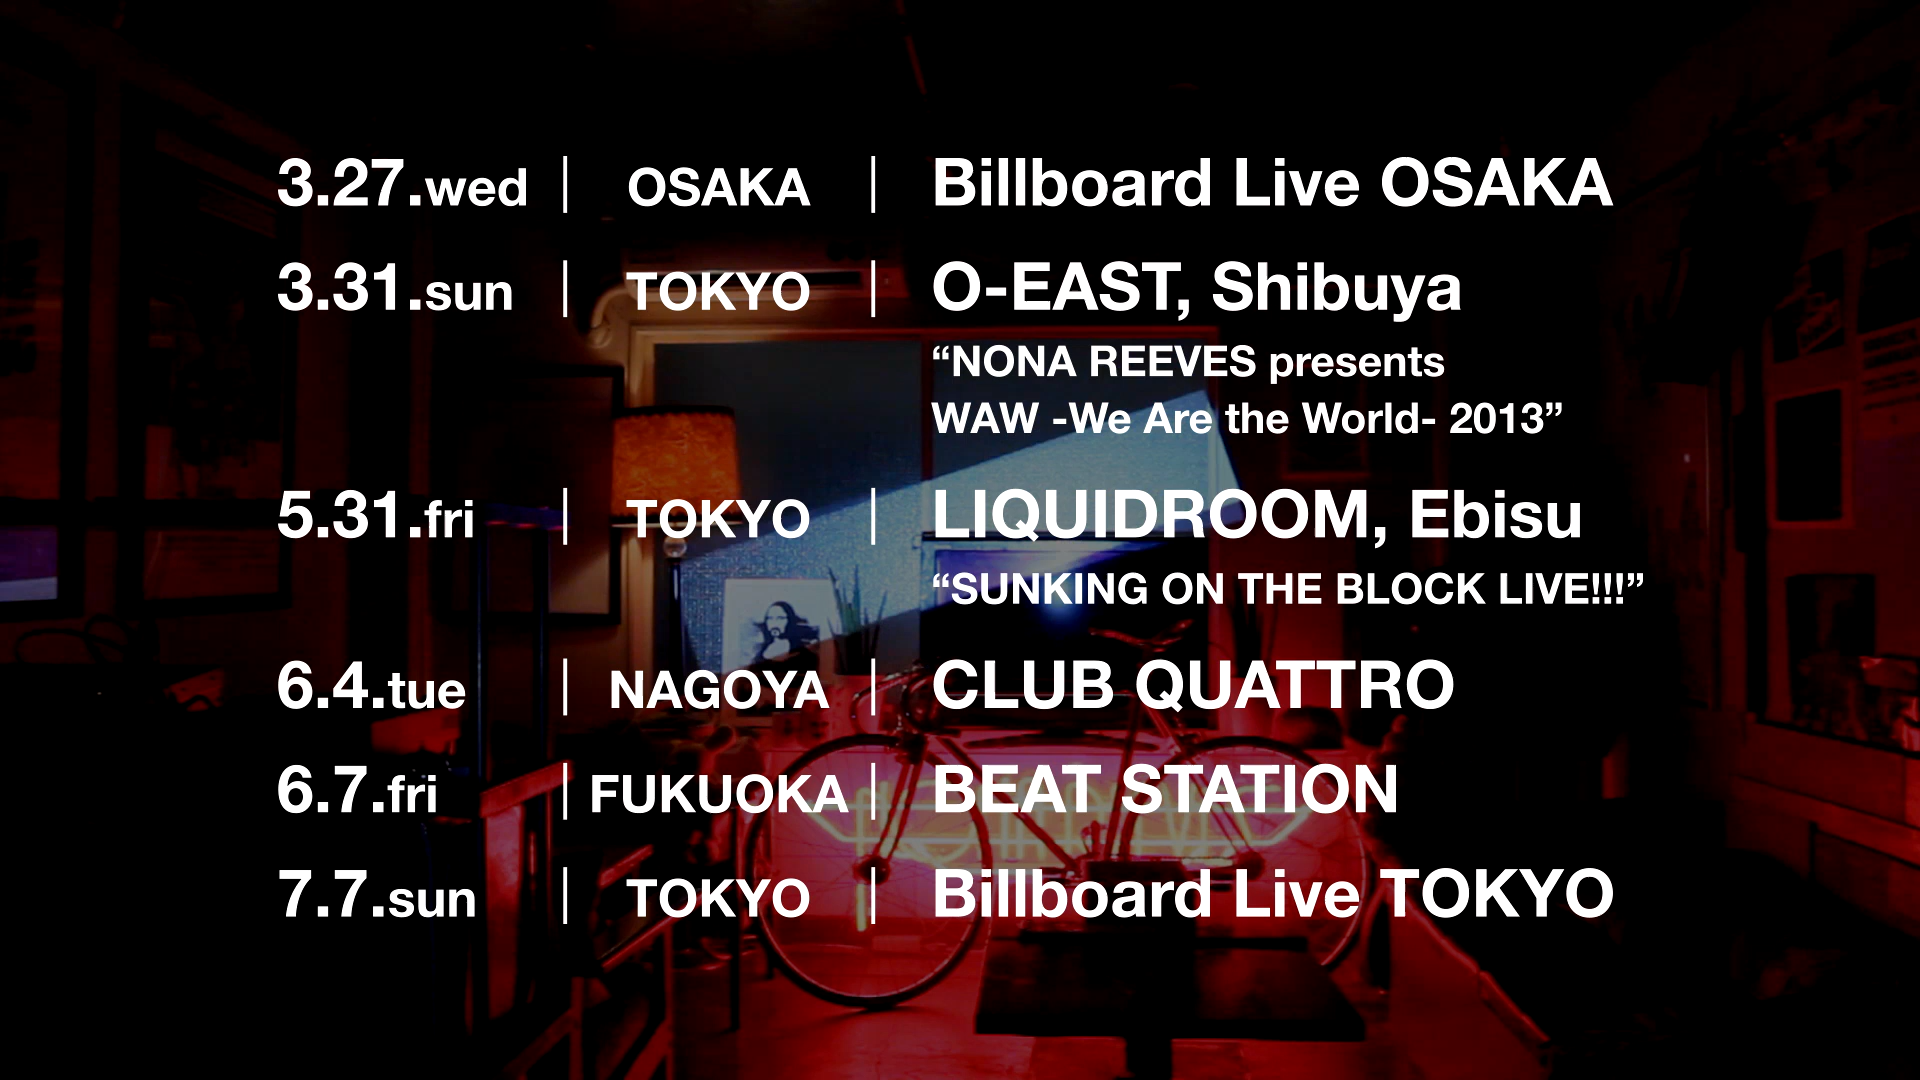 3.27.wed | OSAKA | Billboard Live OSAKA
3.31.sun | TOKYO | O-EAST, Shibuya
“NONA REEVES presents
WAW -We Are the World- 2013”
5.31.fri | TOKYO | LIQUIDROOM, Ebisu
“SUNKING ON THE BLOCK LIVE!!!”
6.4.tue | NAGOYA | CLUB QUATTRO
6.7.fri | FUKUOKA | BEAT STATION
7.7.sun | TOKYO | Billboard Live TOKYO